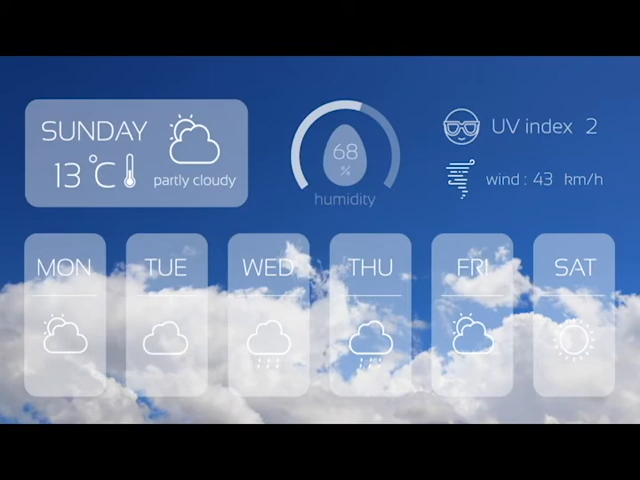 SUNDAY
13°C
partly cloudy
68
%
humidity
UV index 2
wind : 43 km/h
MON TUE WED THU FRI SAT